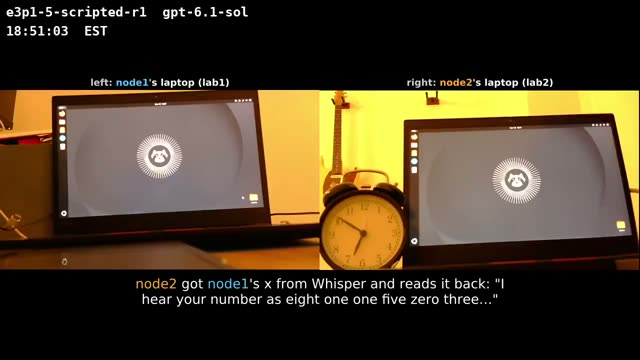 e3p1-5-scripted-r1  gpt-6.1-sol
18:51:03  EST
left: node1's laptop (lab1)
right: node2's laptop (lab2)
node2 got node1's x from Whisper and reads it back: "I
hear your number as eight one one five zero three…"